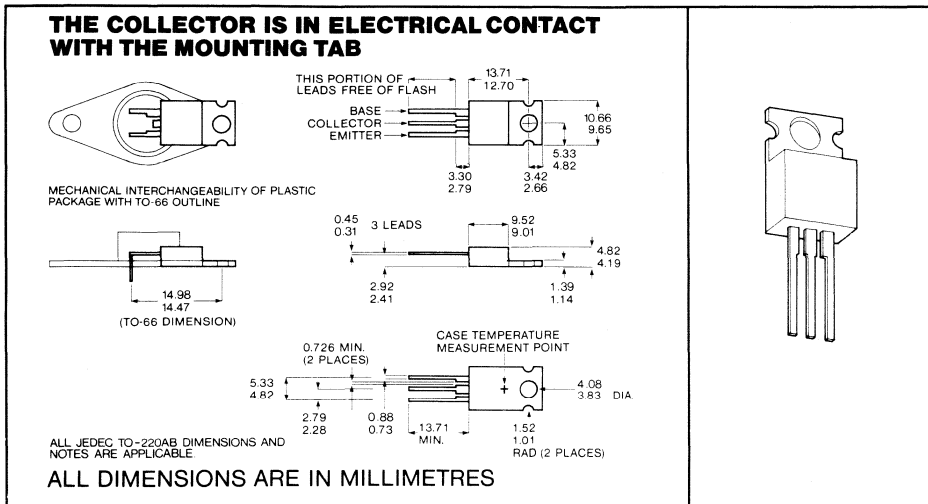 THE COLLECTOR IS IN ELECTRICAL CONTACT
WITH THE MOUNTING TAB
THIS PORTION OF
LEADS FREE OF FLASH
13.71
12.70
BASE
COLLECTOR
EMITTER
10.66
9.65
5.33
4.82
3.30
2.79
3.42
2.66
MECHANICAL INTERCHANGEABILITY OF PLASTIC
PACKAGE WITH TO-66 OUTLINE
0.45
0.31
3 LEADS
9.52
9.01
4.82
4.19
2.92
2.41
1.39
1.14
14.98
14.47
(TO-66 DIMENSION)
CASE TEMPERATURE
MEASUREMENT POINT
0.726 MIN.
(2 PLACES)
5.33
4.82
4.08
3.83 DIA.
2.79
2.28
0.88
0.73
13.71
MIN.
1.52
1.01
RAD (2 PLACES)
ALL JEDEC TO-220AB DIMENSIONS AND
NOTES ARE APPLICABLE.
ALL DIMENSIONS ARE IN MILLIMETRES